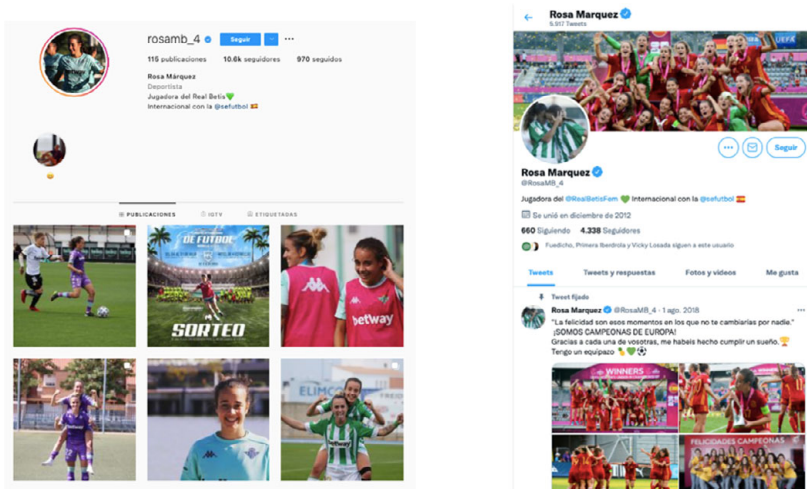 rosamb_4 Seguir ...
115 publicaciones 10.6k seguidores 970 seguidos
Rosa Márquez
Deportista
Jugadora del Real Betis💚
Internacional con la @sefutbol 🇪🇸
PUBLICACIONES IGTV ETIQUETADAS
DE FUTBOL
SORTEO
betway
ELIMCO
Rosa Marquez
5.917 Tweets
UEFA
... Seguir
Rosa Marquez
@RosaMB_4
Jugadora del @RealBetisFem 💚 Internacional con la @sefutbol 🇪🇸
Se unió en diciembre de 2012
660 Siguiendo 4.338 Seguidores
Fuedicho, Primera Iberdrola y Vicky Losada siguen a este usuario
Tweets Tweets y respuestas Fotos y vídeos Me gusta
Tweet fijado
Rosa Marquez @RosaMB_4 · 1 ago. 2018 ...
"La felicidad son esos momentos en los que no te cambiarías por nadie."
¡SOMOS CAMPEONAS DE EUROPA!
Gracias a cada una de vosotras, me habeis hecho cumplir un sueño.🏆
Tengo un equipazo 💚⚽
WINNERS
FELICIDADES CAMPEONAS